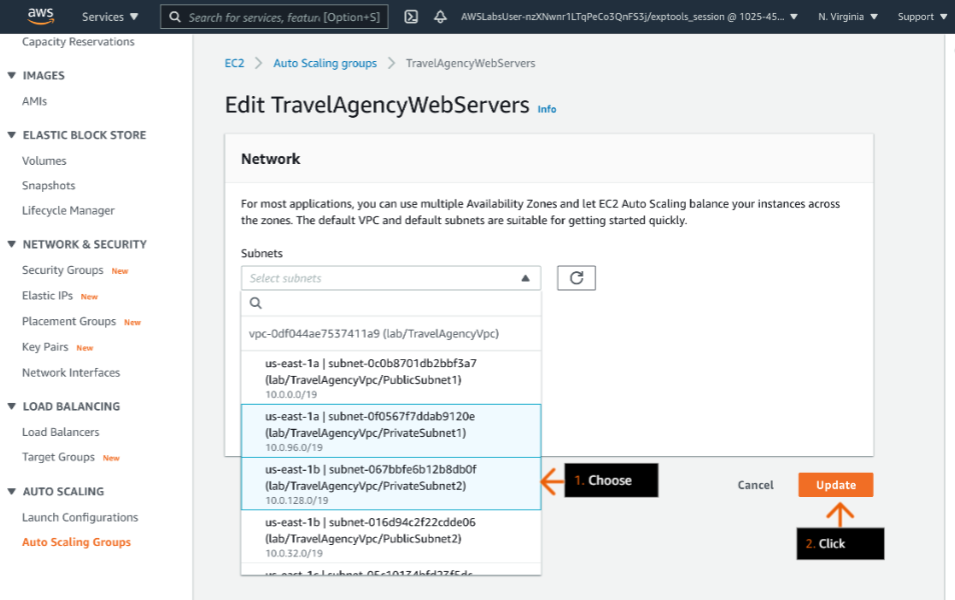 aws
Services
Search for services, featur [Option+S]
AWSLabsUser-nzXNwnr1LTqPeCo3QnFS3j/exptools_session @ 1025-45...
N. Virginia
Support
Capacity Reservations
IMAGES
AMIs
ELASTIC BLOCK STORE
Volumes
Snapshots
Lifecycle Manager
NETWORK & SECURITY
Security Groups New
Elastic IPs New
Placement Groups New
Key Pairs New
Network Interfaces
LOAD BALANCING
Load Balancers
Target Groups New
AUTO SCALING
Launch Configurations
Auto Scaling Groups
EC2 > Auto Scaling groups > TravelAgencyWebServers
Edit TravelAgencyWebServers Info
Network
For most applications, you can use multiple Availability Zones and let EC2 Auto Scaling balance your instances across
the zones. The default VPC and default subnets are suitable for getting started quickly.
Subnets
Select subnets
vpc-0df044ae7537411a9 (lab/TravelAgencyVpc)
us-east-1a | subnet-0c0b8701db2bbf3a7
(lab/TravelAgencyVpc/PublicSubnet1)
10.0.0.0/19
us-east-1a | subnet-0f0567f7ddab9120e
(lab/TravelAgencyVpc/PrivateSubnet1)
10.0.96.0/19
us-east-1b | subnet-067bbfe6b12b8db0f
(lab/TravelAgencyVpc/PrivateSubnet2)
10.0.128.0/19
us-east-1b | subnet-016d94c2f22cdde06
(lab/TravelAgencyVpc/PublicSubnet2)
10.0.32.0/19
1. Choose
Cancel
Update
2. Click